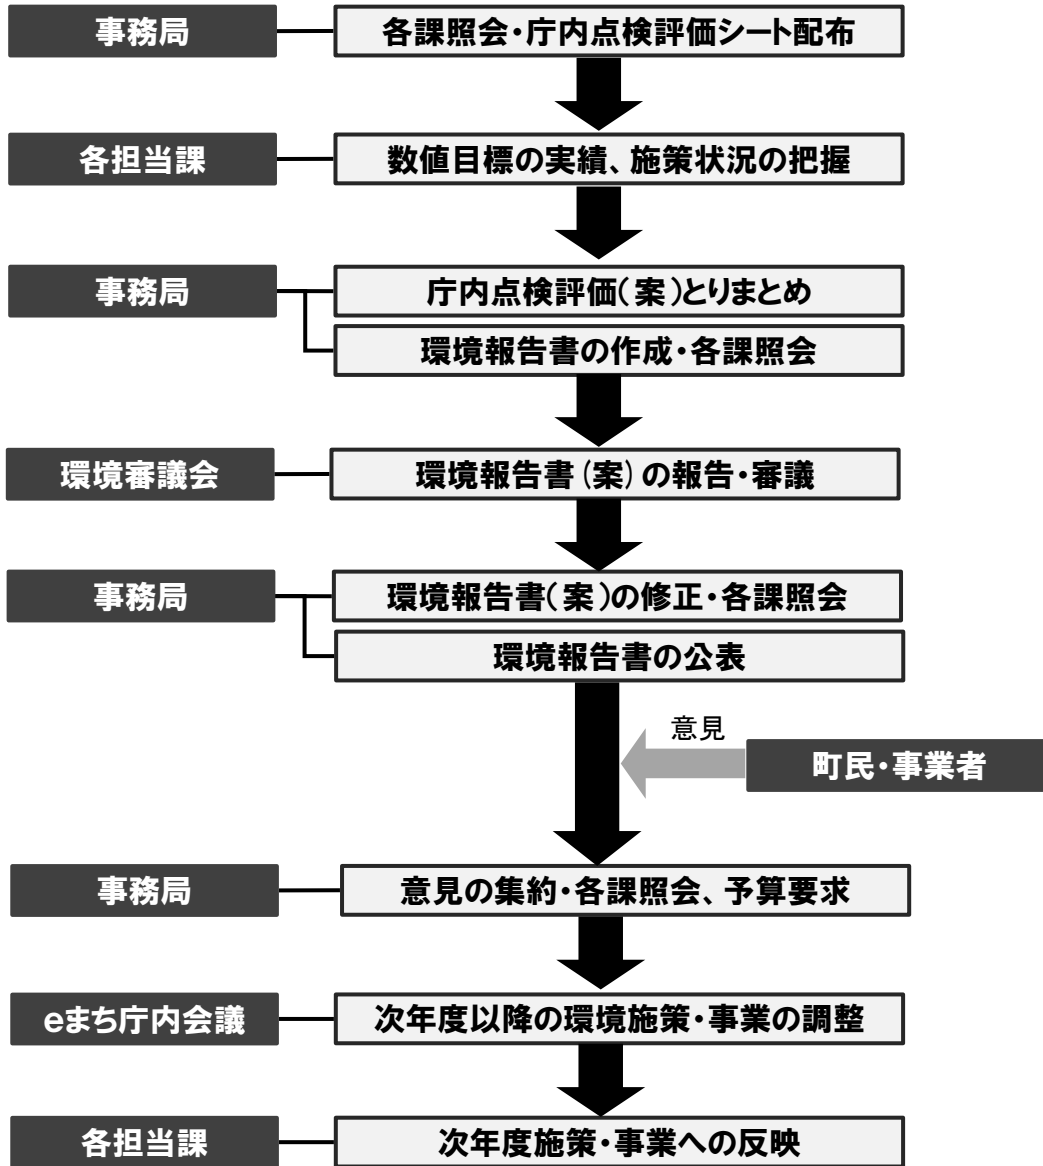 事務局
各課照会・庁内点検評価シート配布
各担当課
数値目標の実績、施策状況の把握
事務局
庁内点検評価(案)とりまとめ
環境報告書の作成・各課照会
環境審議会
環境報告書(案)の報告・審議
事務局
環境報告書(案)の修正・各課照会
環境報告書の公表
意見
町民・事業者
事務局
意見の集約・各課照会、予算要求
eまち庁内会議
次年度以降の環境施策・事業の調整
各担当課
次年度施策・事業への反映